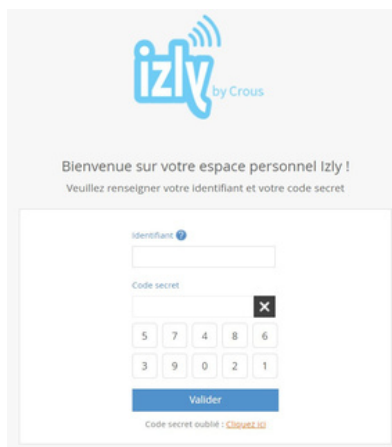 izly by Crous
Bienvenue sur votre espace personnel Izly !
Veuillez renseigner votre identifiant et votre code secret
Identifiant ?
Code secret
5 7 4 8 6
3 9 0 2 1
Valider
Code secret oublié : Cliquez ici